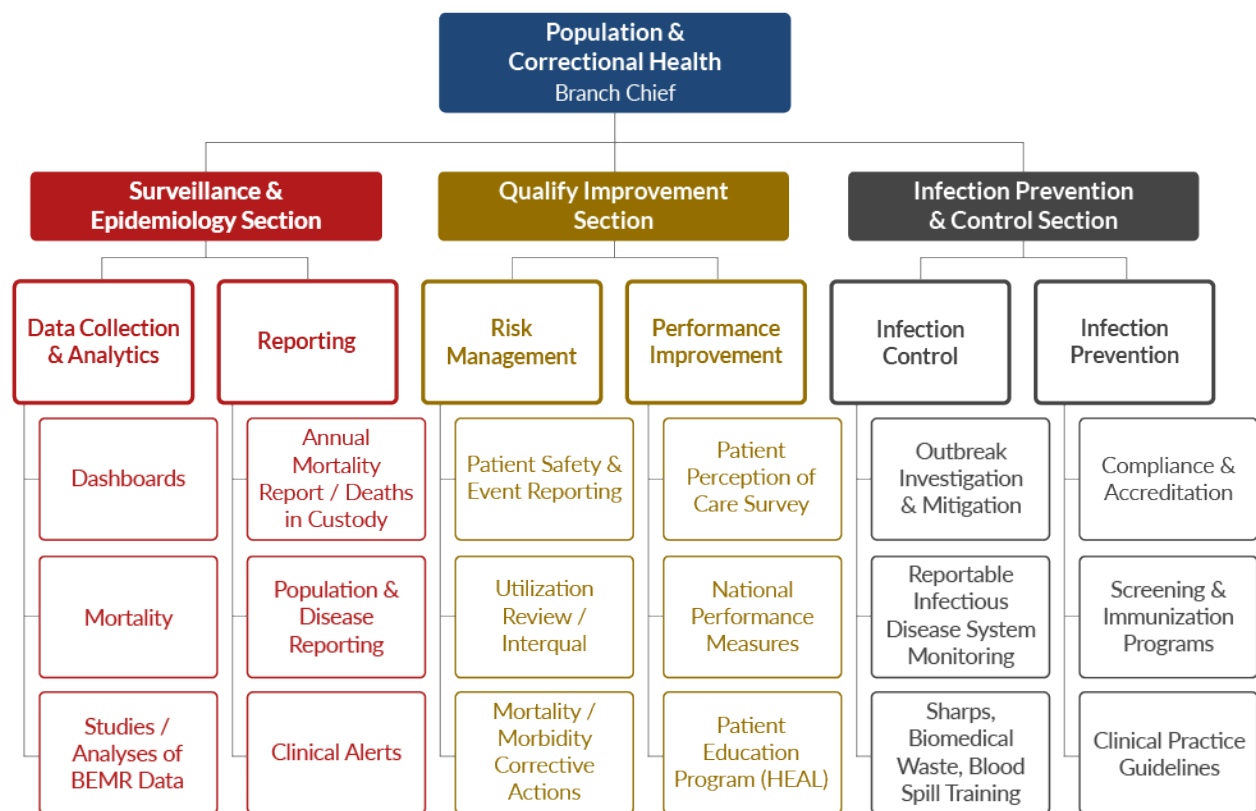 Population &
Correctional Health
Branch Chief
Surveillance &
Epidemiology Section
Qualify Improvement
Section
Infection Prevention
& Control Section
Data Collection
& Analytics
Reporting
Risk
Management
Performance
Improvement
Infection
Control
Infection
Prevention
Dashboards
Annual
Mortality
Report / Deaths
in Custody
Patient Safety &
Event Reporting
Patient
Perception of
Care Survey
Outbreak
Investigation
& Mitigation
Compliance &
Accreditation
Mortality
Population &
Disease
Reporting
Utilization
Review /
Interqual
National
Performance
Measures
Reportable
Infectious
Disease System
Monitoring
Screening &
Immunization
Programs
Studies /
Analyses of
BEMR Data
Clinical Alerts
Mortality /
Morbidity
Corrective
Actions
Patient
Education
Program (HEAL)
Sharps,
Biomedical
Waste, Blood
Spill Training
Clinical Practice
Guidelines